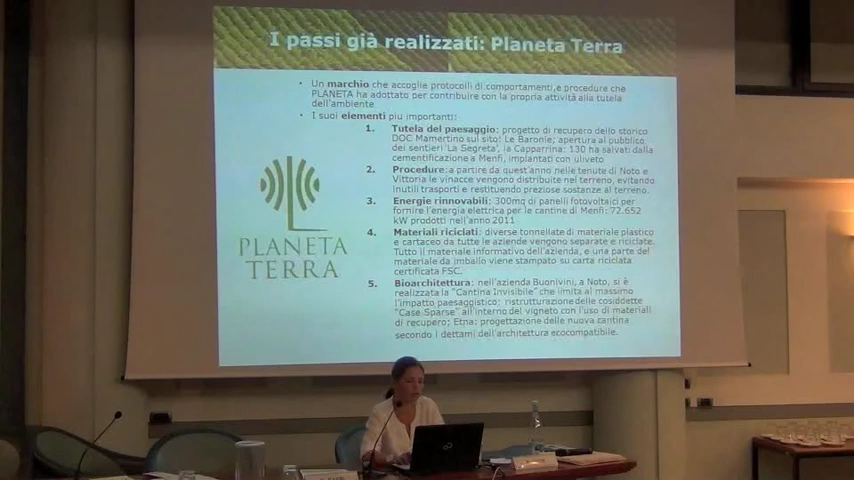 I passi già realizzati: Planeta Terra
• Un marchio che accoglie protocolli di comportamenti e procedure che
PLANETA ha adottato per contribuire con la propria attività alla tutela
dell'ambiente
• I suoi elementi più importanti:
1. Tutela del paesaggio: progetto di recupero dello storico
DOC Mamertino sul sito! Le Baronie; apertura al pubblico
dei sentieri 'La Segreta', la Capparrina: 130 ha salvati dalla
cementificazione a Menfi, implantati con uliveto
2. Procedure: a partire da quest'anno nelle tenute di Noto e
Vittoria le vinacce vengono distribuite nel terreno, evitando
inutili trasporti e restituendo preziose sostanze al terreno.
3. Energie rinnovabili: 300mq di panelli fotovoltaici per
fornire l'energia elettrica per le cantine di Menfi: 72.652
kW prodotti nell'anno 2011
4. Materiali riciclati: diverse tonnellate di materiale plastico
e cartaceo da tutte le aziende vengono separate e riciclate.
Tutto il materiale informativo dell'azienda, e una parte del
materiale da imballo viene stampato su carta riciclata
certificata FSC.
5. Bioarchitettura: nell'azienda Buonivini, a Noto, si è
realizzata la "Cantina Invisibile" che limita al massimo
l'impatto paesaggistico; ristrutturazione delle cosiddette
"Case Sparse" all'interno del vigneto con l'uso di materiali
di recupero; Etna: progettazione delle nuova cantina
secondo i dettami dell'architettura ecocompatibile.
PLANETA
TERRA